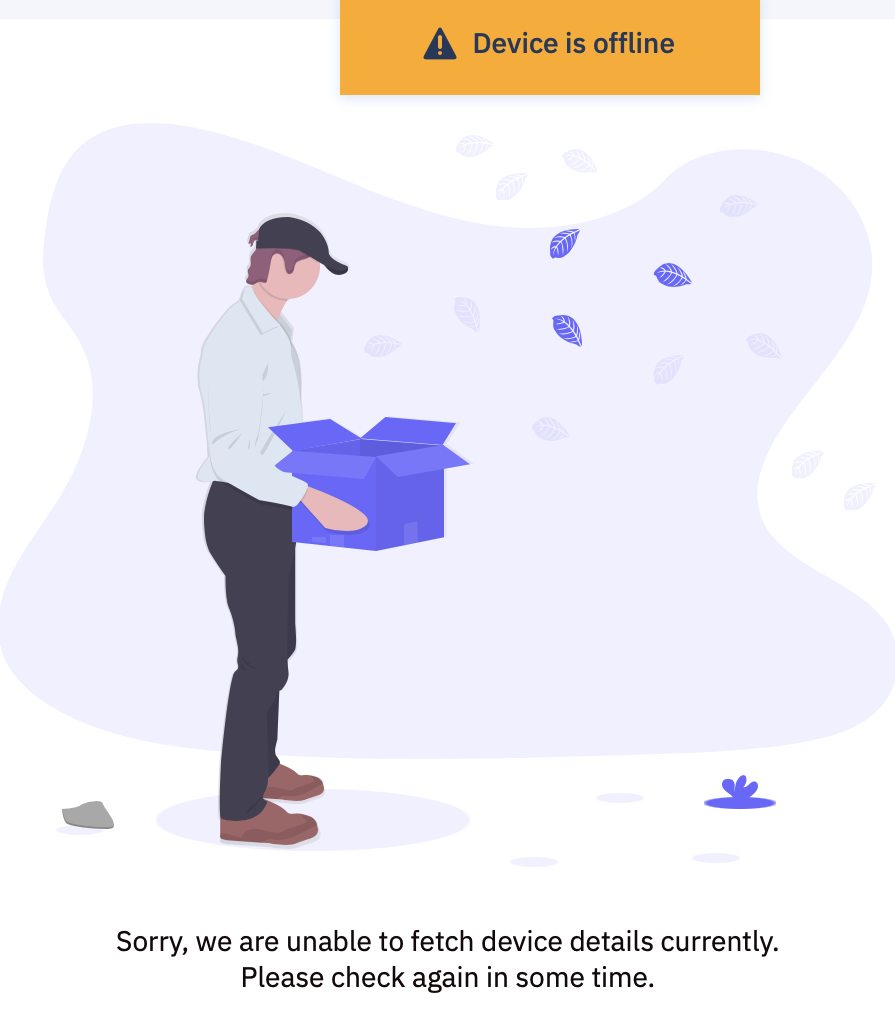 Device is offline
Sorry, we are unable to fetch device details currently.
Please check again in some time.